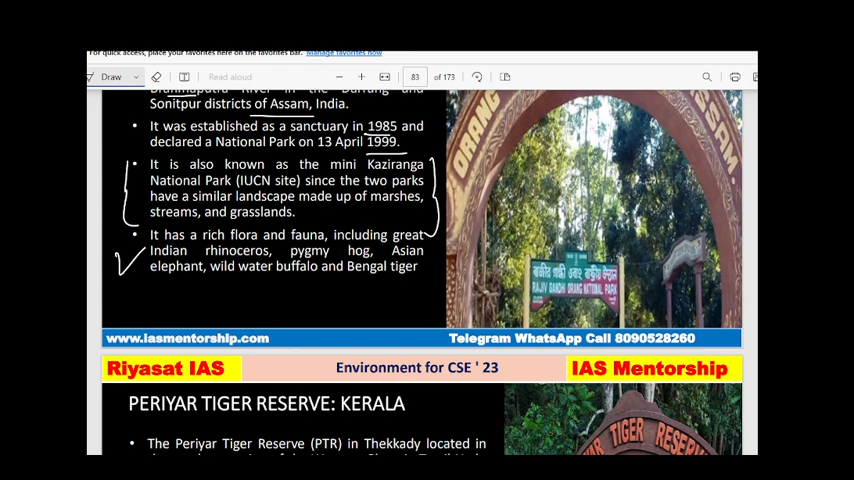 For quick access, place your favorites here on the favorites bar. Manage favorites now
Draw
Read aloud
83 of 173
Brahmaputra River in the Darrang and
Sonitpur districts of Assam, India.
• It was established as a sanctuary in 1985 and
declared a National Park on 13 April 1999.
• It is also known as the mini Kaziranga
National Park (IUCN site) since the two parks
have a similar landscape made up of marshes,
streams, and grasslands.
• It has a rich flora and fauna, including great
Indian rhinoceros, pygmy hog, Asian
elephant, wild water buffalo and Bengal tiger
ORANG
ASSAM.
ৰাজীৱ গান্ধী ওৰাং ৰাষ্ট্ৰীয় উদ্যান
RAJIV GANDHI ORANG NATIONAL PARK
www.iasmentorship.com
Telegram WhatsApp Call 8090528260
Riyasat IAS
Environment for CSE ' 23
IAS Mentorship
PERIYAR TIGER RESERVE: KERALA
TIGER RESERV
• The Periyar Tiger Reserve (PTR) in Thekkady located in